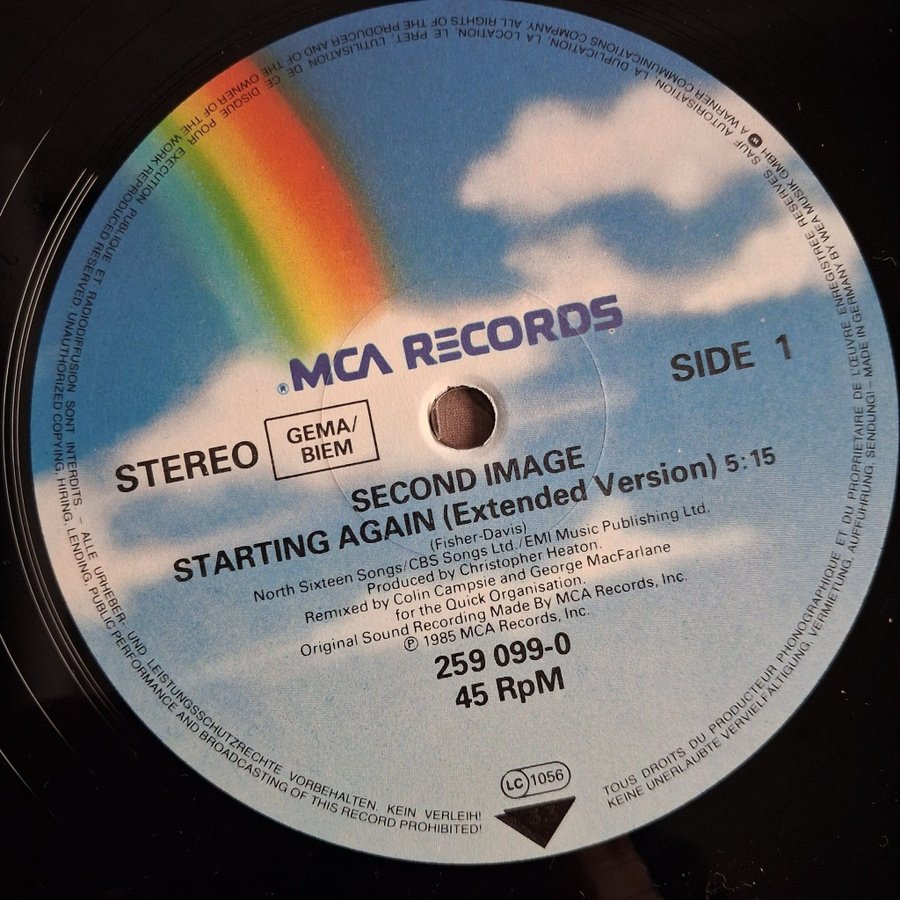 ® MCA RECORDS
SIDE 1
STEREO
GEMA/
BIEM
SECOND IMAGE
STARTING AGAIN (Extended Version) 5:15
(Fisher-Davis)
North Sixteen Songs/CBS Songs Ltd./EMI Music Publishing Ltd.
Produced by Christopher Heaton.
Remixed by Colin Campsie and George MacFarlane
for the Quick Organisation.
Original Sound Recording Made By MCA Records, Inc.
℗ 1985 MCA Records, Inc.
259 099-0
45 RpM
LC 1056
TOUS DROITS DU PRODUCTEUR PHONOGRAPHIQUE ET DU PROPRIETAIRE DE L'ŒUVRE ENREGISTREE RESERVES. SAUF AUTORISATION, LA DUPLICATION, LA LOCATION, LE PRET, L'UTILISATION DE CE DISQUE POUR EXECUTION PUBLIQUE ET RADIODIFFUSION SONT INTERDITS. – ALLE URHEBER- UND LEISTUNGSSCHUTZRECHTE VORBEHALTEN. KEIN VERLEIH!
KEINE UNERLAUBTE VERVIELFÄLTIGUNG, VERMIETUNG, AUFFÜHRUNG, SENDUNG! – MADE IN GERMANY BY WEA MUSIK GMBH A WARNER COMMUNICATIONS COMPANY. ALL RIGHTS OF THE PRODUCER AND OF THE OWNER OF THE WORK REPRODUCED RESERVED UNAUTHORIZED COPYING, HIRING, LENDING, PUBLIC PERFORMANCE AND BROADCASTING OF THIS RECORD PROHIBITED!